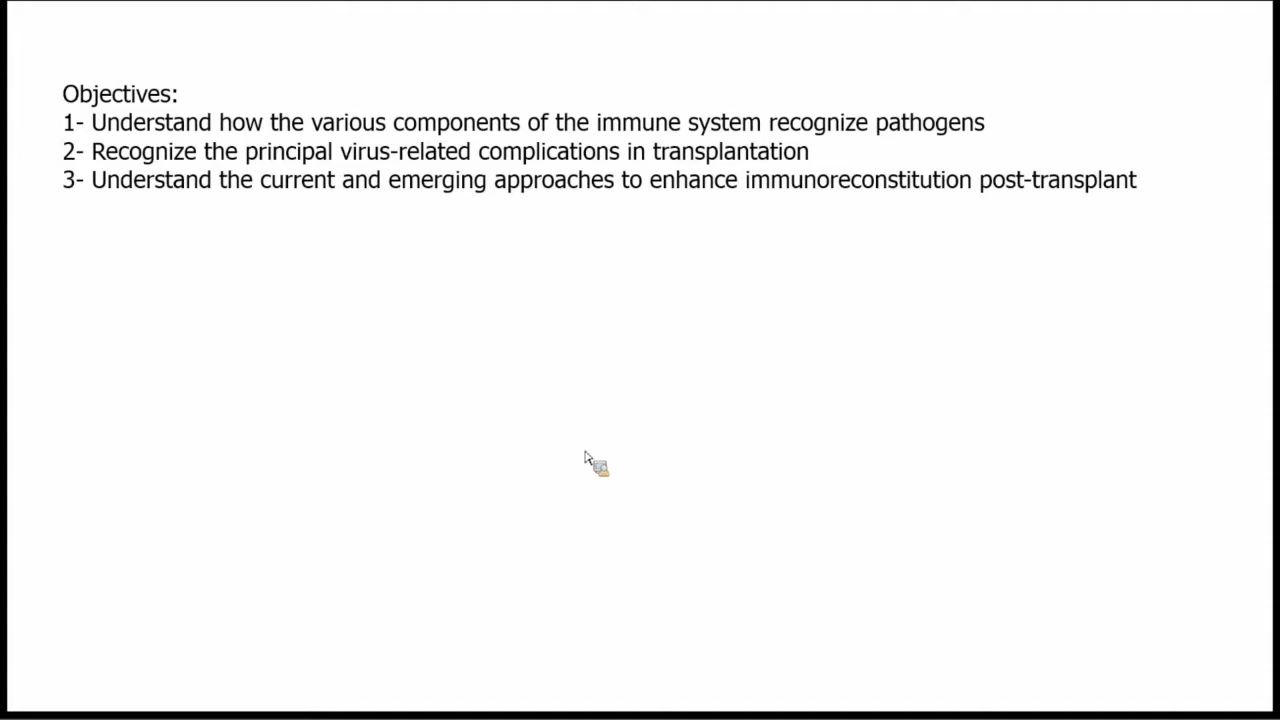 Objectives:
1- Understand how the various components of the immune system recognize pathogens
2- Recognize the principal virus-related complications in transplantation
3- Understand the current and emerging approaches to enhance immunoreconstitution post-transplant